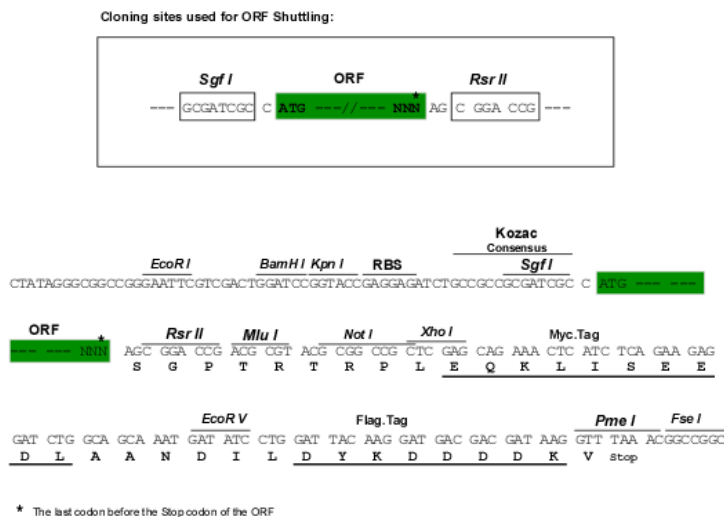 Cloning sites used for ORF Shuttling:
Sgf I ORF Rsr II
--- GCGATCGC C ATG ---//--- NNN* AG C GGA CCG ---
Kozac
Consensus
EcoR I BamH I Kpn I RBS Sgf I
CTATAGGGCGGCCGGGAATTCGTCGACTGGATCCGGTACCGAGGAGATCTGCCGCCGCGATCGC C ATG --- ---
ORF Rsr II Mlu I Not I Xho I Myc.Tag
--- --- NNN* AGC GGA CCG ACG CGT ACG CGG CCG CTC GAG CAG AAA CTC ATC TCA GAA GAG
S G P T R T R P L E Q K L I S E E
EcoR V Flag.Tag Pme I Fse I
GAT CTG GCA GCA AAT GAT ATC CTG GAT TAC AAG GAT GAC GAC GAT AAG GTT TAA ACGGCCGGC
D L A A N D I L D Y K D D D D K V Stop
* The last codon before the Stop codon of the ORF